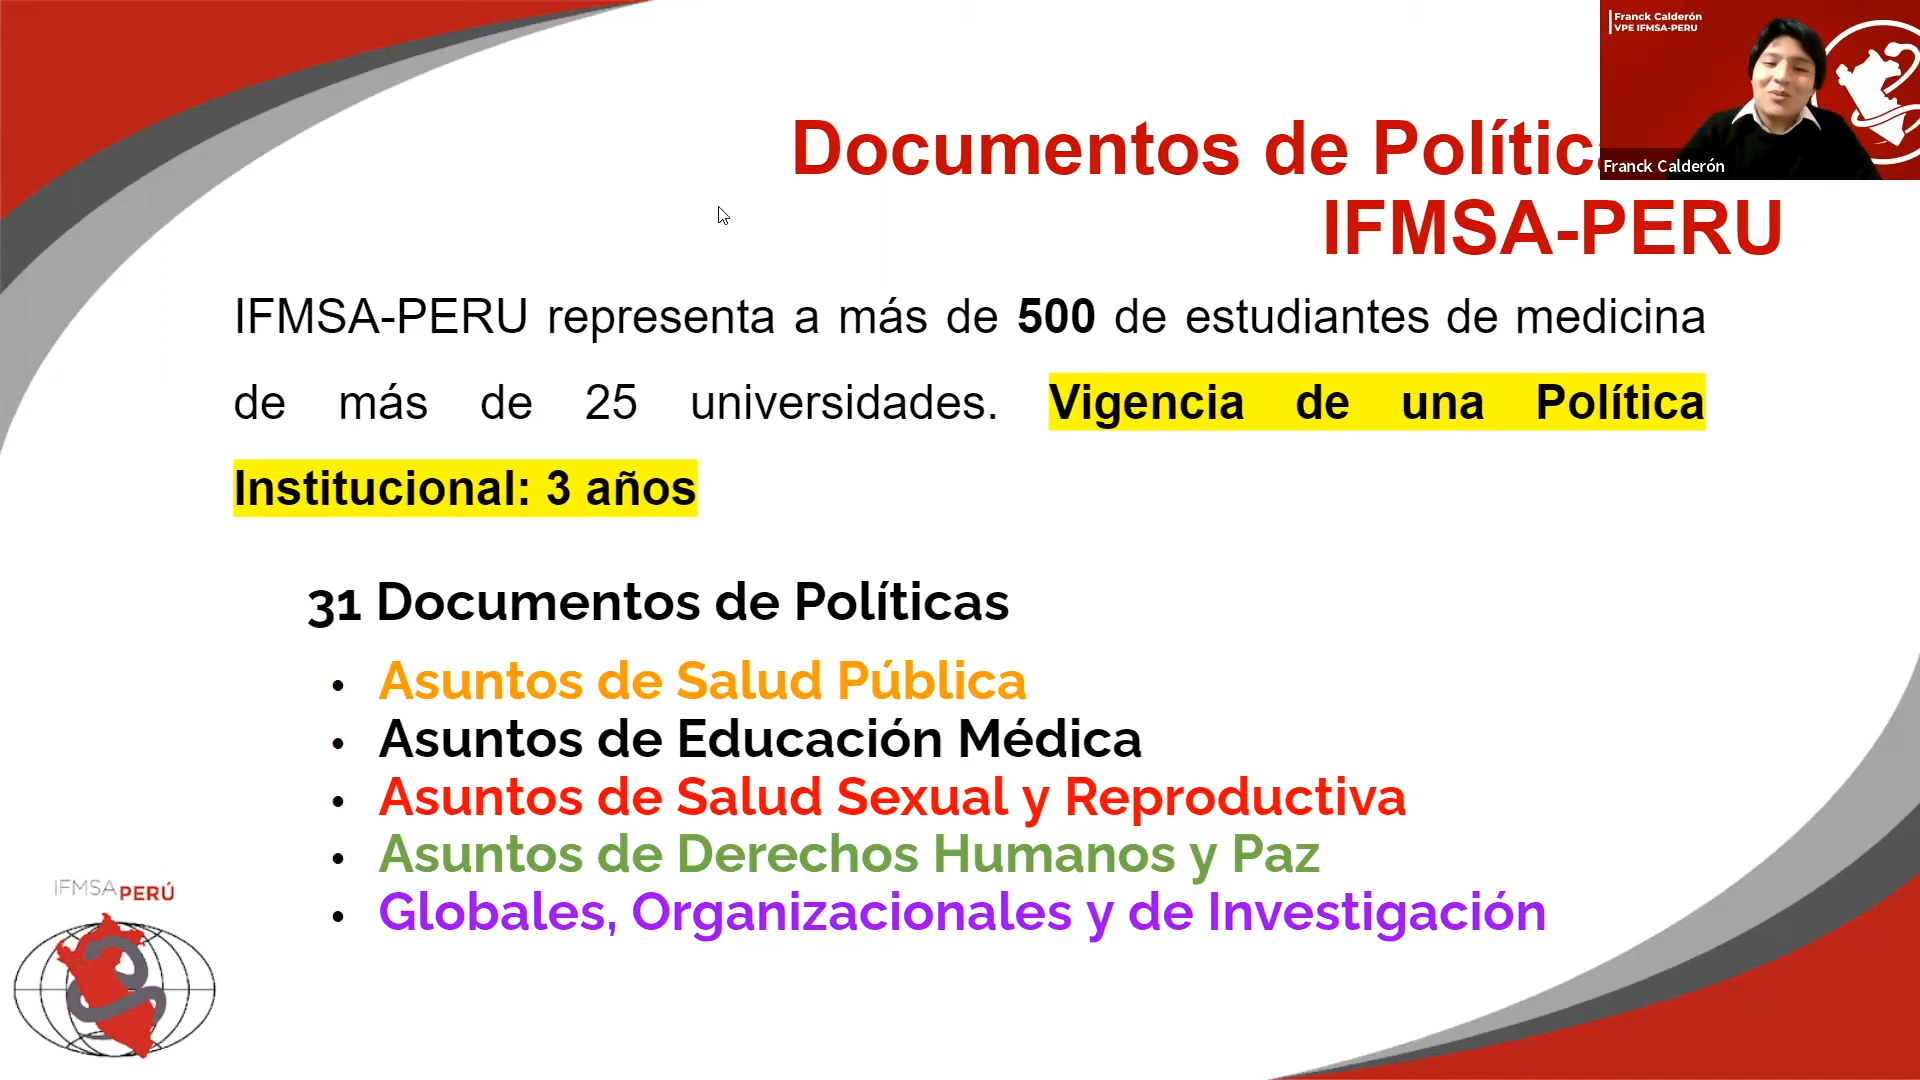 Franck Calderón
VPE IFMSA-PERU
Franck Calderón
Documentos de
IFMSA-PERU
IFMSA-PERU representa a más de 500 de estudiantes de medicina
de más de 25 universidades. Vigencia de una Política
Institucional: 3 años
31 Documentos de Políticas
• Asuntos de Salud Pública
• Asuntos de Educación Médica
• Asuntos de Salud Sexual y Reproductiva
• Asuntos de Derechos Humanos y Paz
• Globales, Organizacionales y de Investigación
IFMSA PERÚ